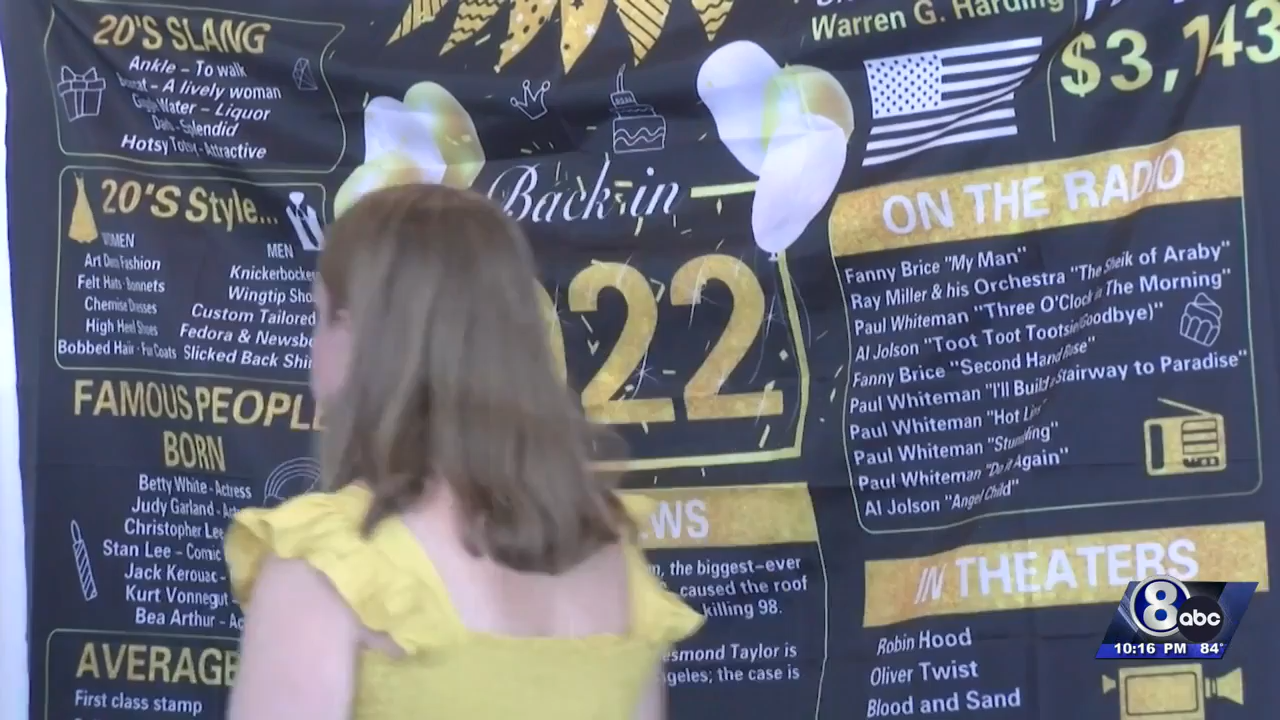 20'S SLANG
Ankle - To walk
- A lively woman
Water - Liquor
- Splendid
Hotsy Totsy - Attractive
20'S Style...
WOMEN
Art Deco Fashion
Felt Hats · Bonnets
Chemise Dresses
High Heel Shoes
Bobbed Hair · Fur Coats
MEN
Knickerbocke
Wingtip Sho
Custom Tailored
Fedora & Newsbo
Slicked Back Shi
FAMOUS PEOPLE
BORN
Betty White - Actress
Judy Garland - Act
Christopher Lee
Stan Lee - Comic
Jack Kerouac -
Kurt Vonnegut
Bea Arthur - Ac
AVERAGE
First class stamp
Back in
22
WS
, the biggest-ever
caused the roof
killing 98.
esmond Taylor is
geles; the case is
Warren G. Harding
$3,143
ON THE RADIO
Fanny Brice "My Man"
Ray Miller & his Orchestra "The Sheik of Araby"
Paul Whiteman "Three O'Clock in The Morning"
Al Jolson "Toot Toot Tootsie(Goodbye)"
Fanny Brice "Second Hand Rose"
Paul Whiteman "I'll Build a Stairway to Paradise"
Paul Whiteman "Hot Lips"
Paul Whiteman "Stumbling"
Paul Whiteman "Do it Again"
Al Jolson "Angel Child"
IN THEATERS
Robin Hood
Oliver Twist
Blood and Sand
8 abc
10:16 PM 84°